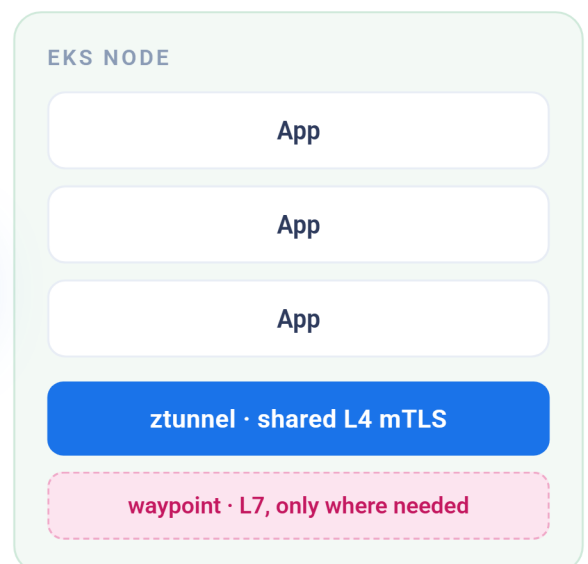 EKS NODE
App
App
App
ztunnel · shared L4 mTLS
waypoint · L7, only where needed